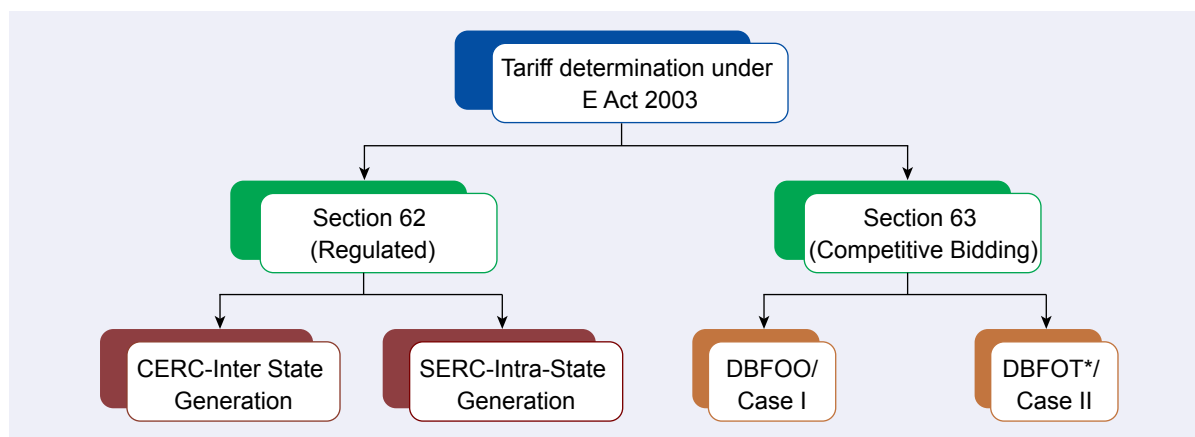 Tariff determination under
E Act 2003
Section 62
(Regulated)
Section 63
(Competitive Bidding)
CERC-Inter State
Generation
SERC-Intra-State
Generation
DBFOO/
Case I
DBFOT*/
Case II